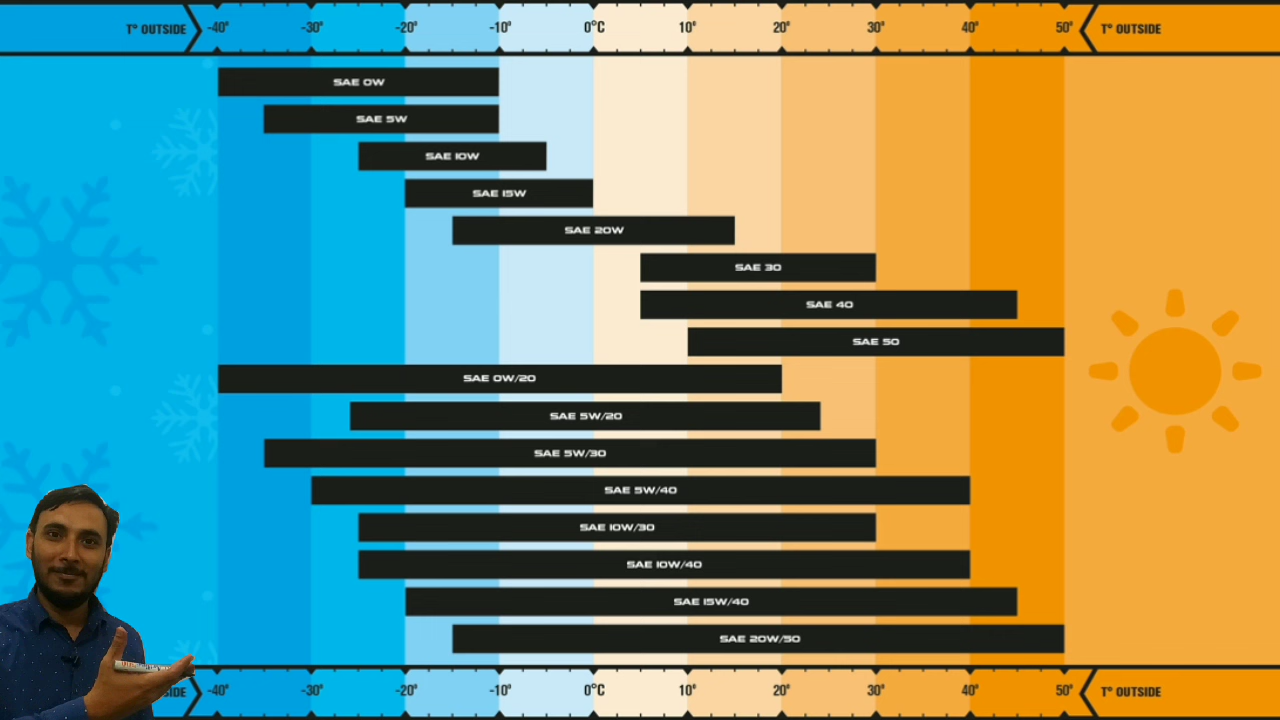 T° OUTSIDE -40° -30° -20° -10° 0°C 10° 20° 30° 40° 50° T° OUTSIDE
SAE 0W
SAE 5W
SAE 10W
SAE 15W
SAE 20W
SAE 30
SAE 40
SAE 50
SAE 0W/20
SAE 5W/20
SAE 5W/30
SAE 5W/40
SAE 10W/30
SAE 10W/40
SAE 15W/40
SAE 20W/50
-40° -30° -20° -10° 0°C 10° 20° 30° 40° 50° T° OUTSIDE